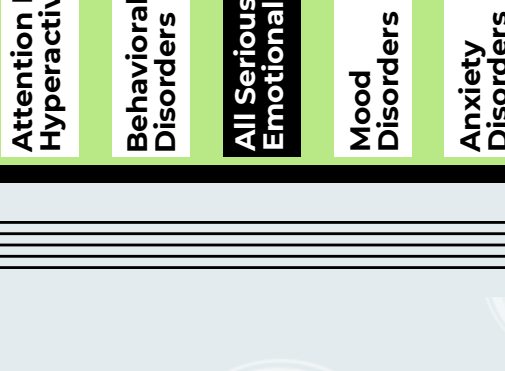 Attention
Hyperactiv
Behavioral
Disorders
All Serious
Emotional
Mood
Disorders
Anxiety
Disorders